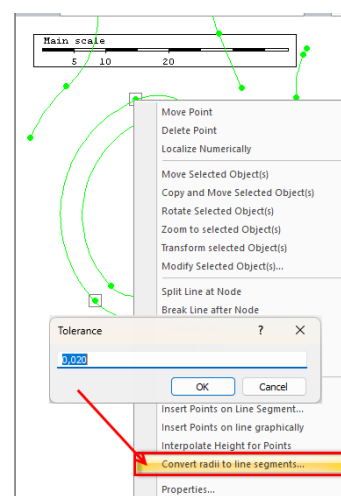 Main scale
5 10 20
Move Point
Delete Point
Localize Numerically
Move Selected Object(s)
Copy and Move Selected Object(s)
Rotate Selected Object(s)
Zoom to selected Object(s)
Transform selected Object(s)
Modify Selected Object(s)...
Split Line at Node
Break Line after Node
Tolerance ? ×
0,020
OK Cancel
Insert Points on Line Segment...
Insert Points on line graphically
Interpolate Height for Points
Convert radii to line segments...
Properties...